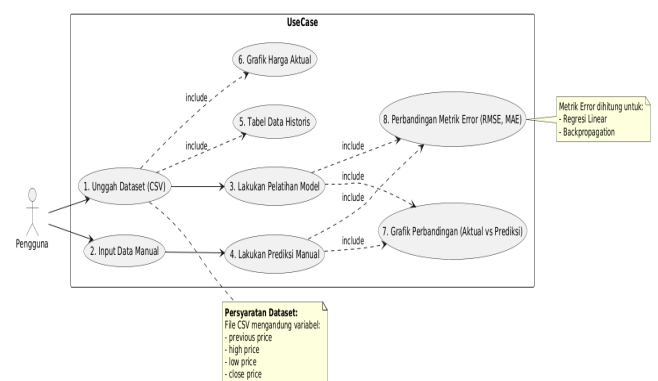 UseCase
6. Grafik Harga Aktual
include
5. Tabel Data Historis
include
8. Perbandingan Metrik Error (RMSE, MAE)
Metrik Error dihitung untuk:
- Regresi Linear
- Backpropagation
1. Unggah Dataset (CSV)
3. Lakukan Pelatihan Model
include
include
include
Pengguna
2. Input Data Manual
4. Lakukan Prediksi Manual
include
7. Grafik Perbandingan (Aktual vs Prediksi)
Persyaratan Dataset:
File CSV mengandung variabel:
- previous price
- high price
- low price
- close price